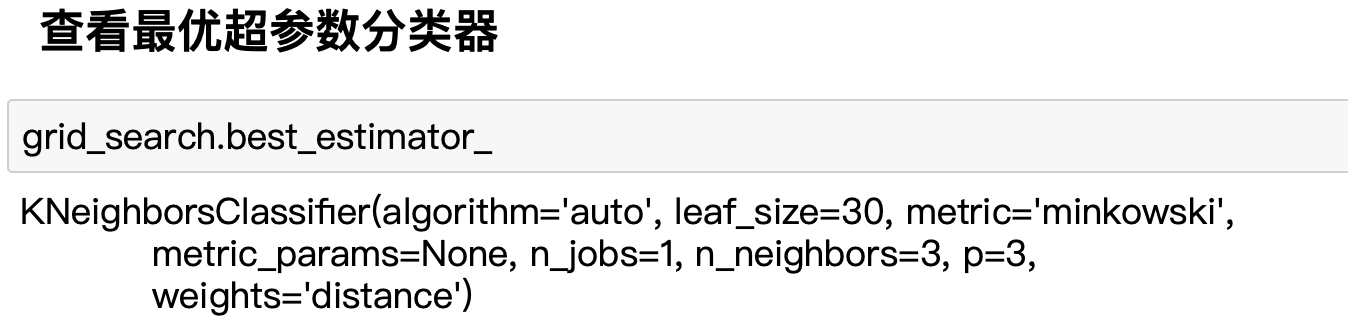 查看最优超参数分类器
grid_search.best_estimator_
KNeighborsClassifier(algorithm='auto', leaf_size=30, metric='minkowski',
metric_params=None, n_jobs=1, n_neighbors=3, p=3,
weights='distance')